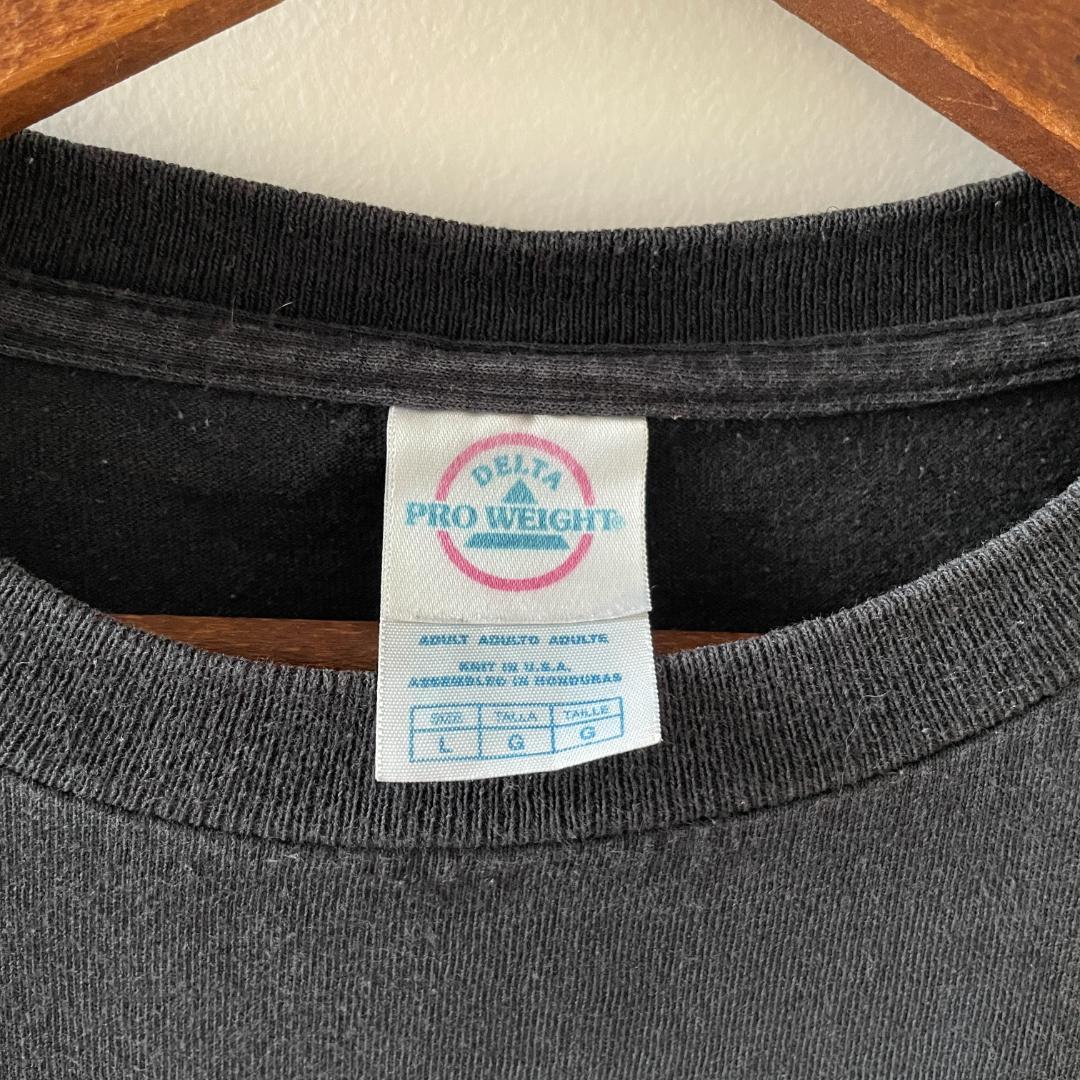 DELTA
PRO WEIGHT®
ADULT ADULTO ADULTE
KNIT IN U.S.A.
ASSEMBLED IN HONDURAS
SIZE TALLA TAILLE
L G G